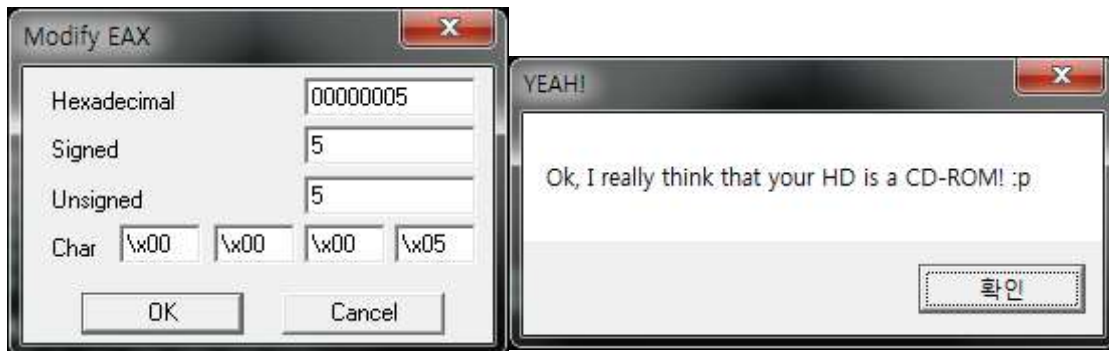 Modify EAX
Hexadecimal 00000005
Signed 5
Unsigned 5
Char \x00 \x00 \x00 \x05
OK Cancel
YEAH!
Ok, I really think that your HD is a CD-ROM! :p
확인